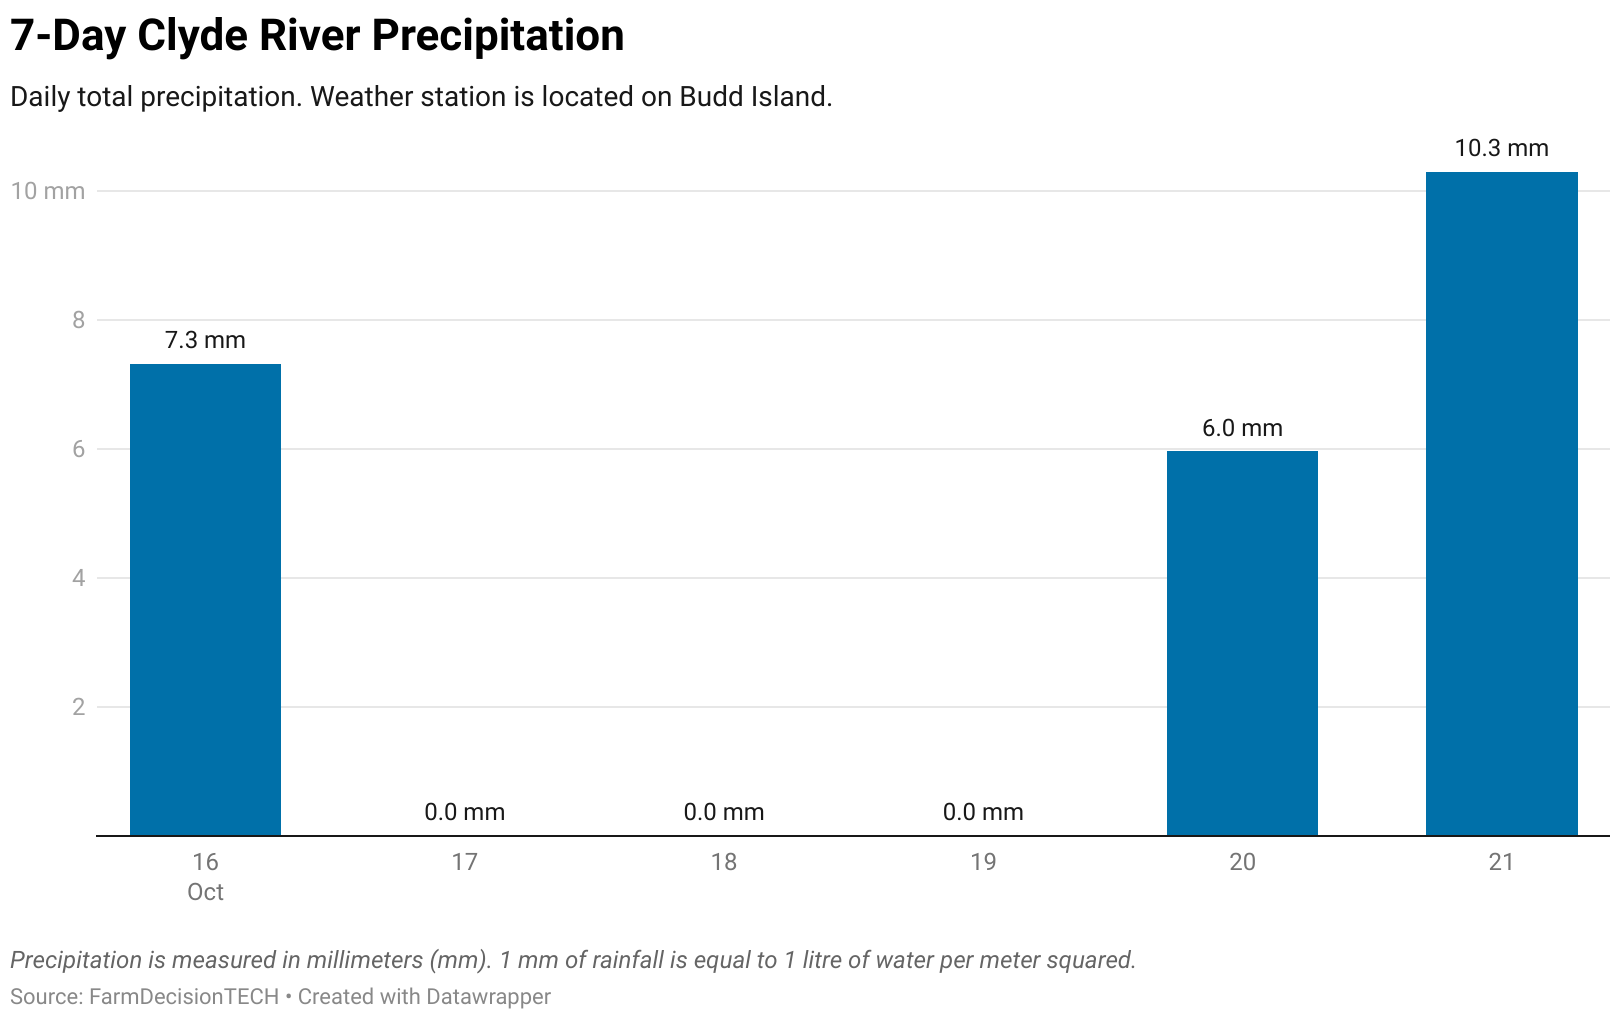 7-Day Clyde River Precipitation
Daily total precipitation. Weather station is located on Budd Island.
10.3 mm
10 mm
8
7.3 mm
6.0 mm
6
4
2
0.0 mm 0.0 mm 0.0 mm
16 17 18 19 20 21
Oct
Precipitation is measured in millimeters (mm). 1 mm of rainfall is equal to 1 litre of water per meter squared.
Source: FarmDecisionTECH • Created with Datawrapper